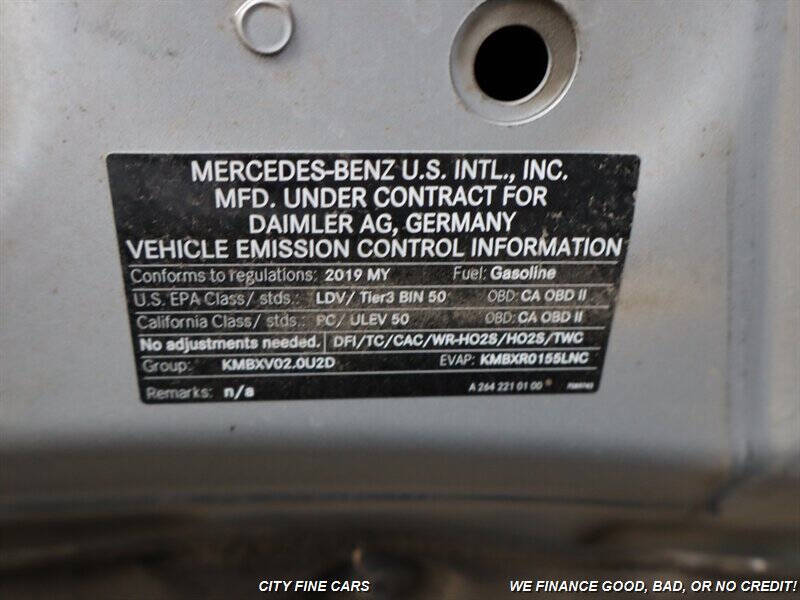 MERCEDES-BENZ U.S. INTL., INC.
MFD. UNDER CONTRACT FOR
DAIMLER AG, GERMANY
VEHICLE EMISSION CONTROL INFORMATION
Conforms to regulations: 2019 MY Fuel: Gasoline
U.S. EPA Class/ stds.: LDV/ Tier3 BIN 50 OBD: CA OBD II
California Class/ stds.: PC/ ULEV 50 OBD: CA OBD II
No adjustments needed. DFI/TC/CAC/WR-HO2S/HO2S/TWC
Group: KMBXV02.0U2D EVAP: KMBXR0155LNC
Remarks: n/a A 264 221 01 00
CITY FINE CARS WE FINANCE GOOD, BAD, OR NO CREDIT!